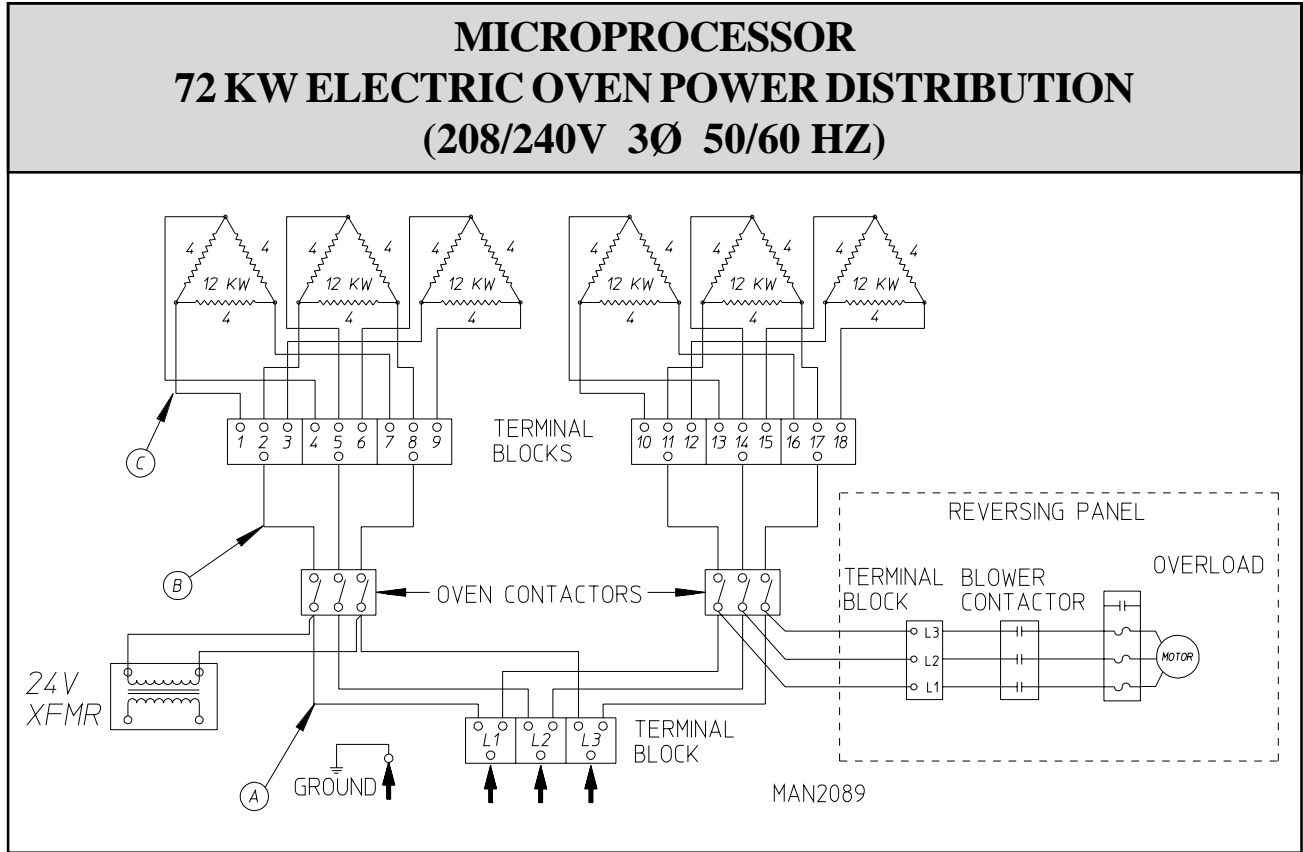 MICROPROCESSOR
72 KW ELECTRIC OVEN POWER DISTRIBUTION
(208/240V 3Ø 50/60 HZ)
4 4 4 4 4 4 4 4 4 4 4 4
12 KW 12 KW 12 KW 12 KW 12 KW 12 KW
4 4 4 4 4 4
C
1 2 3 4 5 6 7 8 9
TERMINAL
BLOCKS
10 11 12 13 14 15 16 17 18
B
OVEN CONTACTORS
REVERSING PANEL
TERMINAL
BLOCK
BLOWER
CONTACTOR
OVERLOAD
L3
L2
L1
MOTOR
24V
XFMR
A
GROUND
L1 L2 L3
TERMINAL
BLOCK
MAN2089